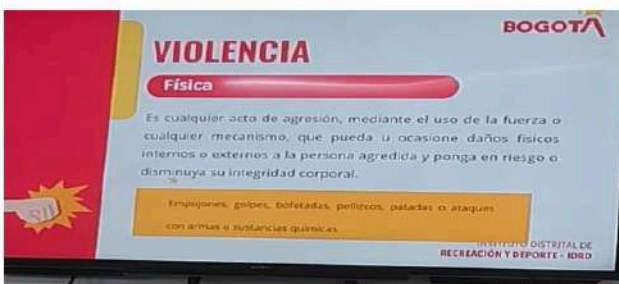 BOGOTA
VIOLENCIA
Física
Es cualquier acto de agresión, mediante el uso de la fuerza o
cualquier mecanismo, que pueda u ocasione daños físicos
internos o externos a la persona agredida y ponga en riesgo o
disminuya su integridad corporal.
Empujones, golpes, bofetadas, pellizcos, patadas o ataques
con armas o sustancias químicas
INSTITUTO DISTRITAL DE
RECREACIÓN Y DEPORTE - IDRD